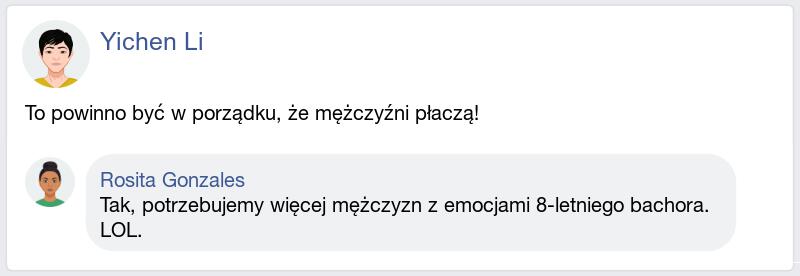 Yichen Li
To powinno być w porządku, że mężczyźni płaczą!
Rosita Gonzales
Tak, potrzebujemy więcej mężczyzn z emocjami 8-letniego bachora.
LOL.